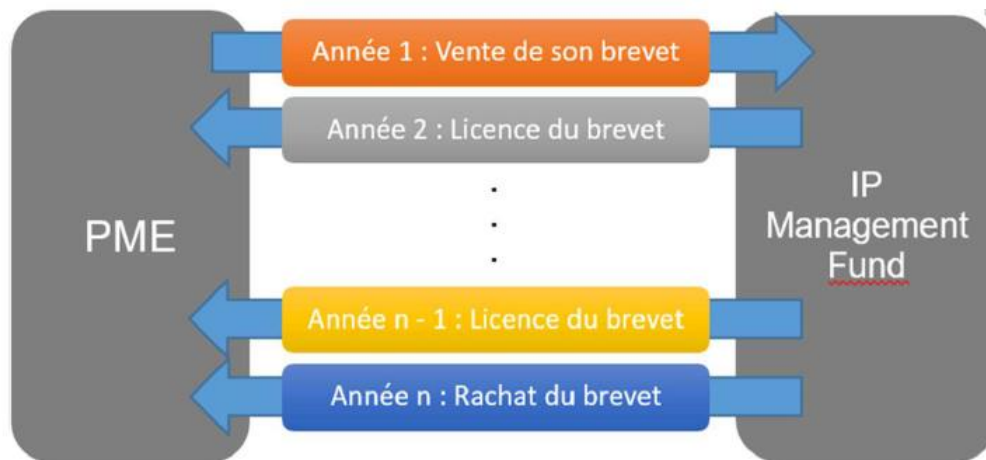 Année 1 : Vente de son brevet
Année 2 : Licence du brevet
PME
IP
Management
Fund
Année n - 1 : Licence du brevet
Année n : Rachat du brevet